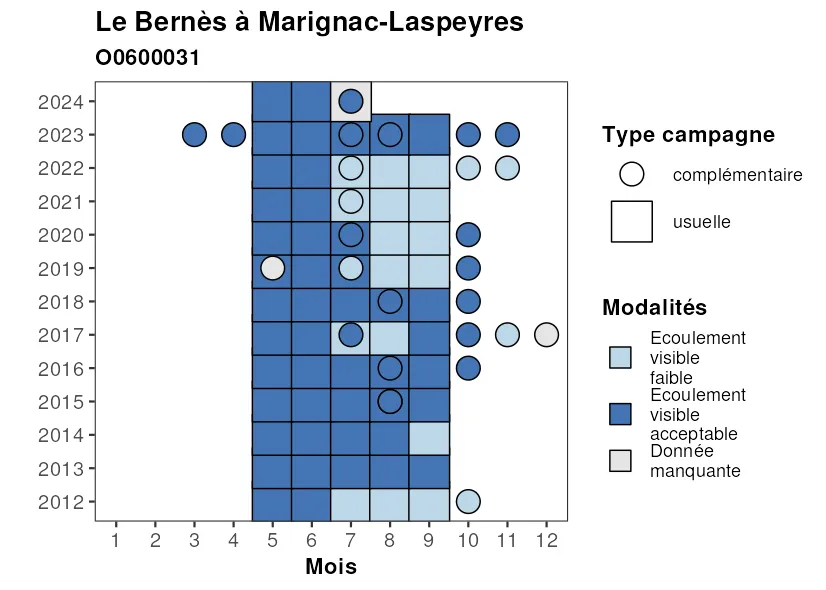 Le Bernès à Marignac-Laspeyres
O0600031
2024
2023
2022
2021
2020
2019
2018
2017
2016
2015
2014
2013
2012
1 2 3 4 5 6 7 8 9 10 11 12
Mois
Type campagne
complémentaire
usuelle
Modalités
Ecoulement
visible
faible
Ecoulement
visible
acceptable
Donnée
manquante